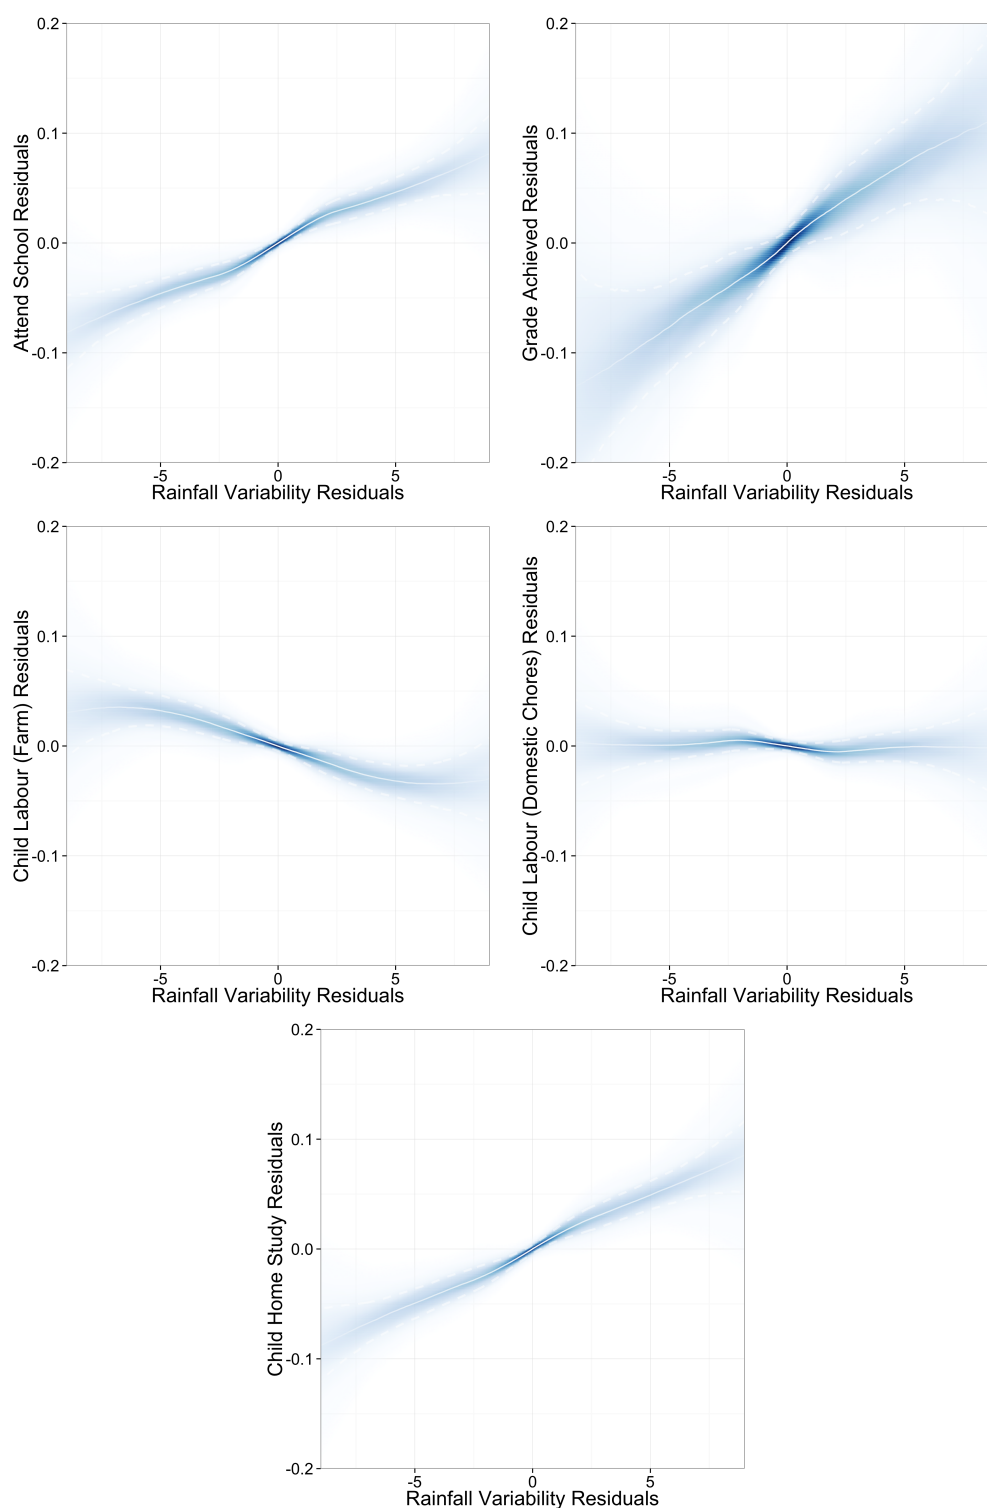 0.2
0.1
0.0
-0.1
-0.2
Attend School Residuals
-5 0 5
Rainfall Variability Residuals
0.2
0.1
0.0
-0.1
-0.2
Grade Achieved Residuals
-5 0 5
Rainfall Variability Residuals
0.2
0.1
0.0
-0.1
-0.2
Child Labour (Farm) Residuals
-5 0 5
Rainfall Variability Residuals
0.2
0.1
0.0
-0.1
-0.2
Child Labour (Domestic Chores) Residuals
-5 0 5
Rainfall Variability Residuals
0.2
0.1
0.0
-0.1
-0.2
Child Home Study Residuals
-5 0 5
Rainfall Variability Residuals